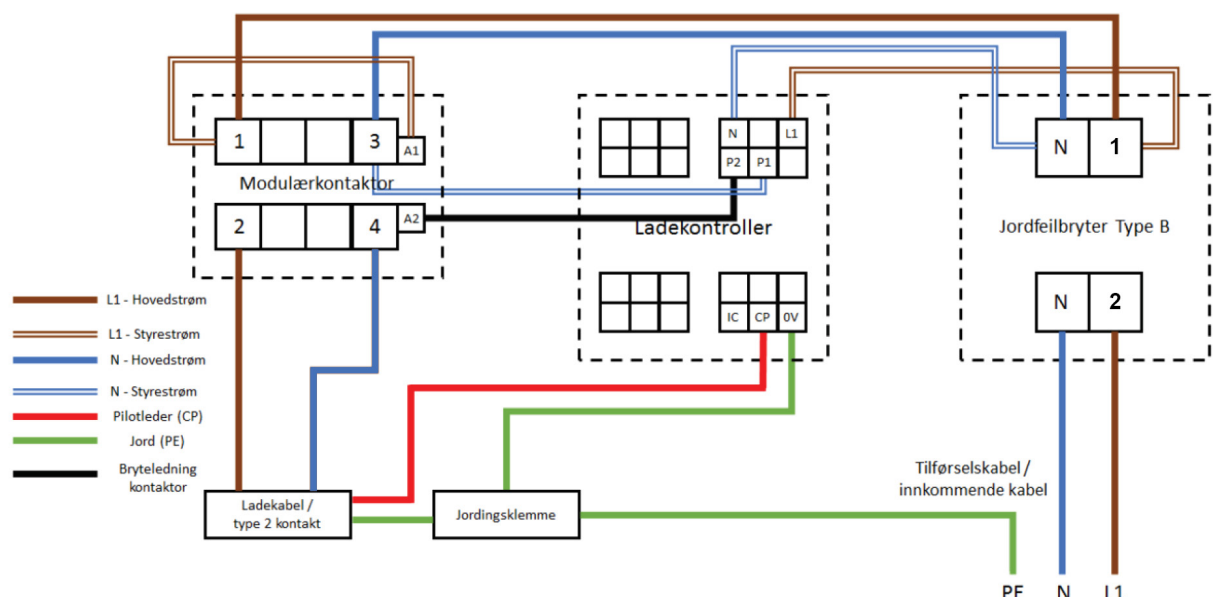 1
3
A1
Modulærkontaktor
2
4
A2
N
L1
P2
P1
Ladekontroller
IC
CP
0V
N
1
Jordfeilbryter Type B
N
2
L1 - Hovedstrøm
L1 - Styrestrøm
N - Hovedstrøm
N - Styrestrøm
Pilotleder (CP)
Jord (PE)
Bryteledning
kontaktor
Ladekabel /
type 2 kontakt
Jordingsklemme
Tilførselskabel /
innkommende kabel
PE
N
L1